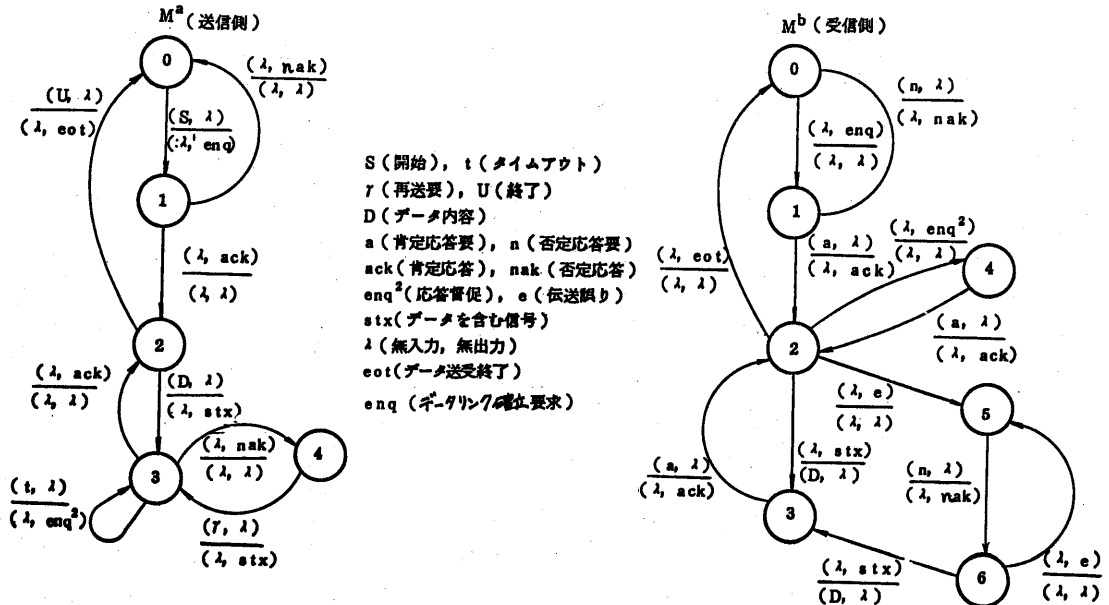 M^a (送信側)
0
(U, λ)
(λ, eot)
(S, λ)
(λ, enq)
(λ, nak)
(λ, λ)
1
(λ, ack)
(λ, λ)
2
(λ, ack)
(λ, λ)
(D, λ)
(λ, stx)
(λ, nak)
(λ, λ)
4
3
(t, λ)
(λ, enq²)
(γ, λ)
(λ, stx)
S (開始), t (タイムアウト)
γ (再送要), U (終了)
D (データ内容)
a (肯定応答要), n (否定応答要)
ack (肯定応答), nak (否定応答)
enq² (応答督促), e (伝送誤り)
stx (データを含む信号)
λ (無入力, 無出力)
eot (データ送受終了)
enq (データリンク確立要求)
M^b (受信側)
0
(n, λ)
(λ, nak)
(λ, enq)
(λ, λ)
1
(λ, eot)
(λ, λ)
(a, λ)
(λ, ack)
(λ, enq²)
(λ, λ)
4
(a, λ)
(λ, ack)
2
(λ, e)
(λ, λ)
5
(a, λ)
(λ, ack)
(λ, stx)
(D, λ)
(n, λ)
(λ, nak)
3
(λ, stx)
(D, λ)
6
(λ, e)
(λ, λ)